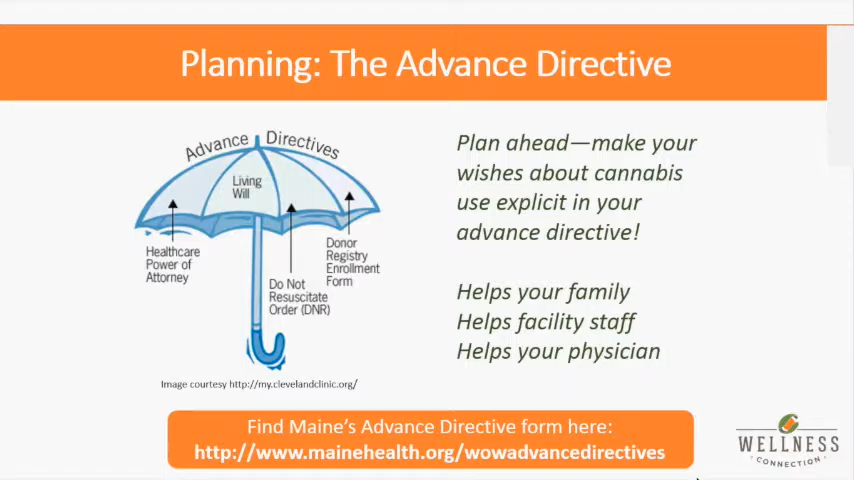 Planning: The Advance Directive
Advance Directives
Living
Will
Healthcare
Power of
Attorney
Do Not
Resuscitate
Order (DNR)
Donor
Registry
Enrollment
Form
Image courtesy http://my.clevelandclinic.org/
Plan ahead—make your
wishes about cannabis
use explicit in your
advance directive!
Helps your family
Helps facility staff
Helps your physician
Find Maine's Advance Directive form here:
http://www.mainehealth.org/wowadvancedirectives
WELLNESS
CONNECTION